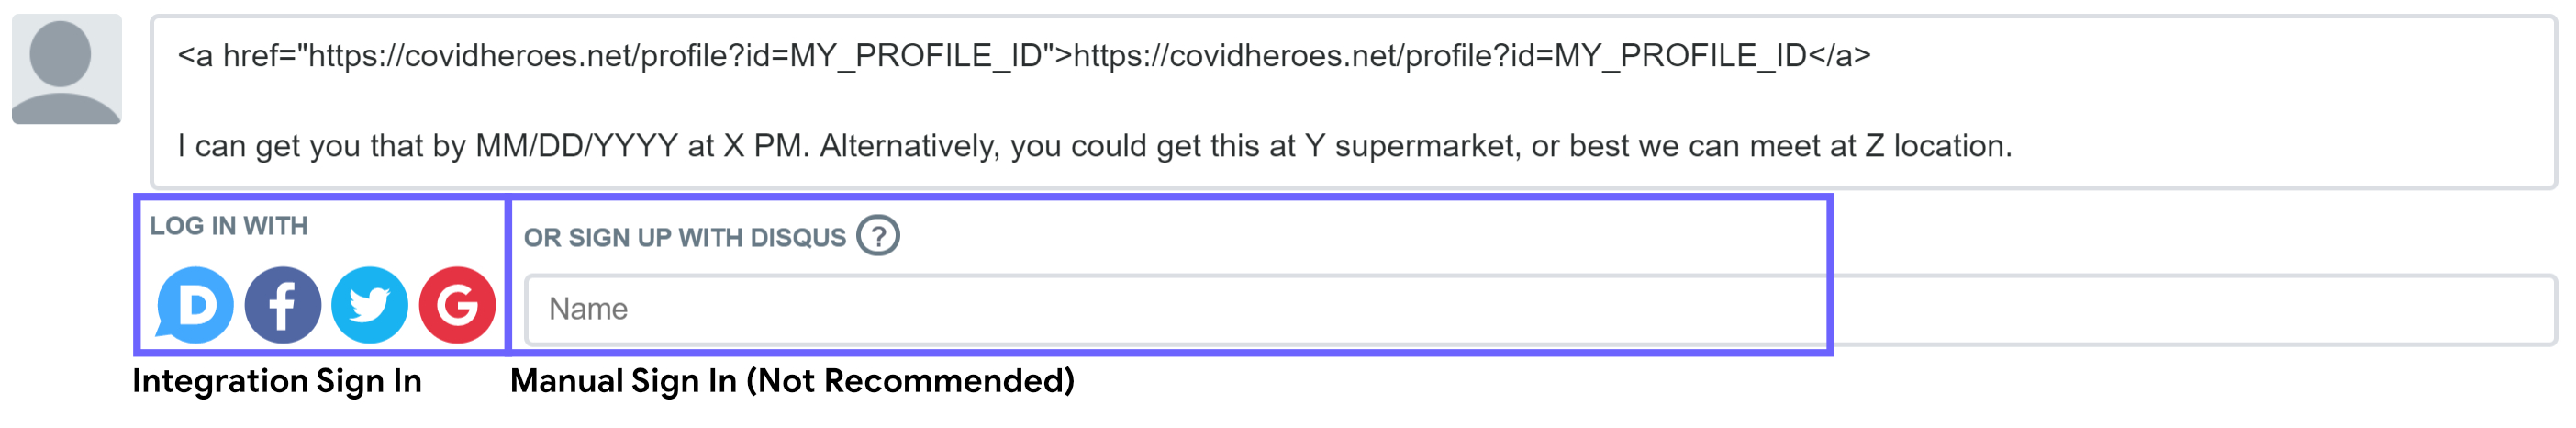 <a href="https://covidheroes.net/profile?id=MY_PROFILE_ID">https://covidheroes.net/profile?id=MY_PROFILE_ID</a>
I can get you that by MM/DD/YYYY at X PM. Alternatively, you could get this at Y supermarket, or best we can meet at Z location.
LOG IN WITH
OR SIGN UP WITH DISQUS ?
D f G
Name
Integration Sign In
Manual Sign In (Not Recommended)